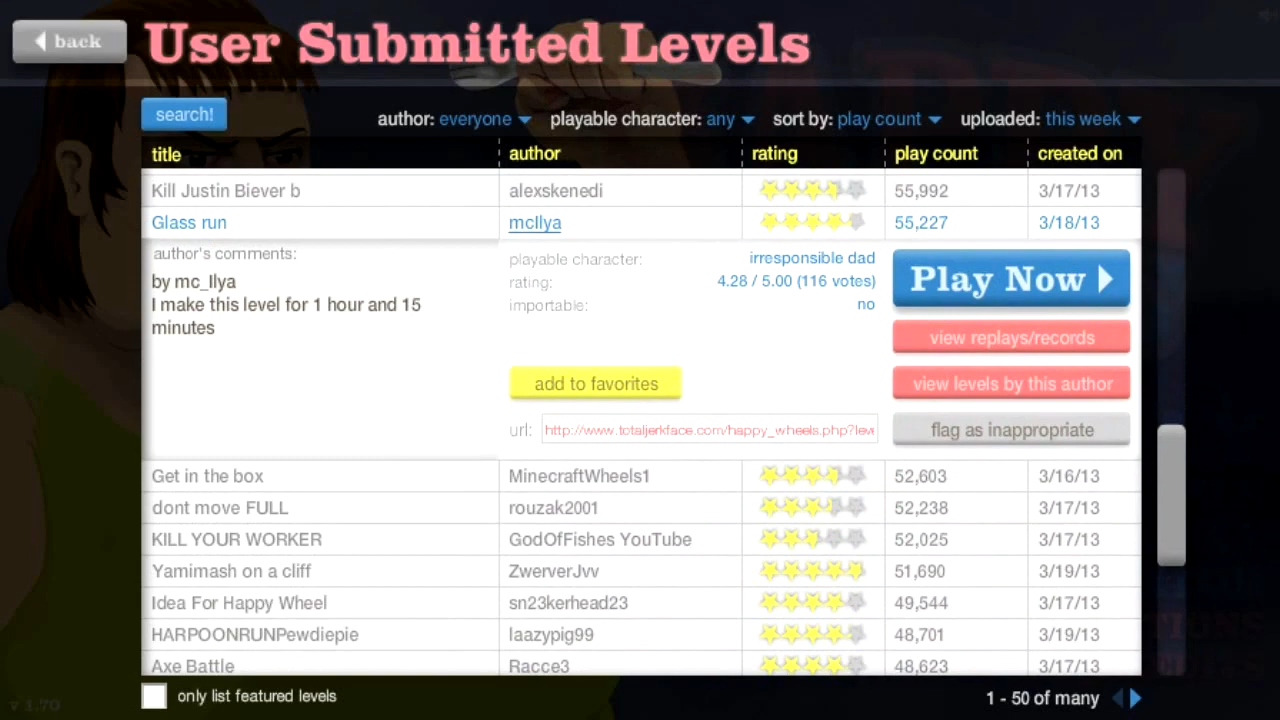 back
User Submitted Levels
search!
author: everyone
playable character: any
sort by: play count
uploaded: this week
title author rating play count created on
Kill Justin Biever b alexskenedi 55,992 3/17/13
Glass run mcIlya 55,227 3/18/13
author's comments:
by mc_Ilya
I make this level for 1 hour and 15
minutes
playable character: irresponsible dad
rating: 4.28 / 5.00 (116 votes)
importable: no
add to favorites
url: http://www.totaljerkface.com/happy_wheels.php?lev
Play Now
view replays/records
view levels by this author
flag as inappropriate
Get in the box MinecraftWheels1 52,603 3/16/13
dont move FULL rouzak2001 52,238 3/17/13
KILL YOUR WORKER GodOfFishes YouTube 52,025 3/17/13
Yamimash on a cliff ZwerverJvv 51,690 3/19/13
Idea For Happy Wheel sn23kerhead23 49,544 3/17/13
HARPOONRUNPewdiepie laazypig99 48,701 3/19/13
Axe Battle Racce3 48,623 3/17/13
only list featured levels
1 - 50 of many
v 1.70